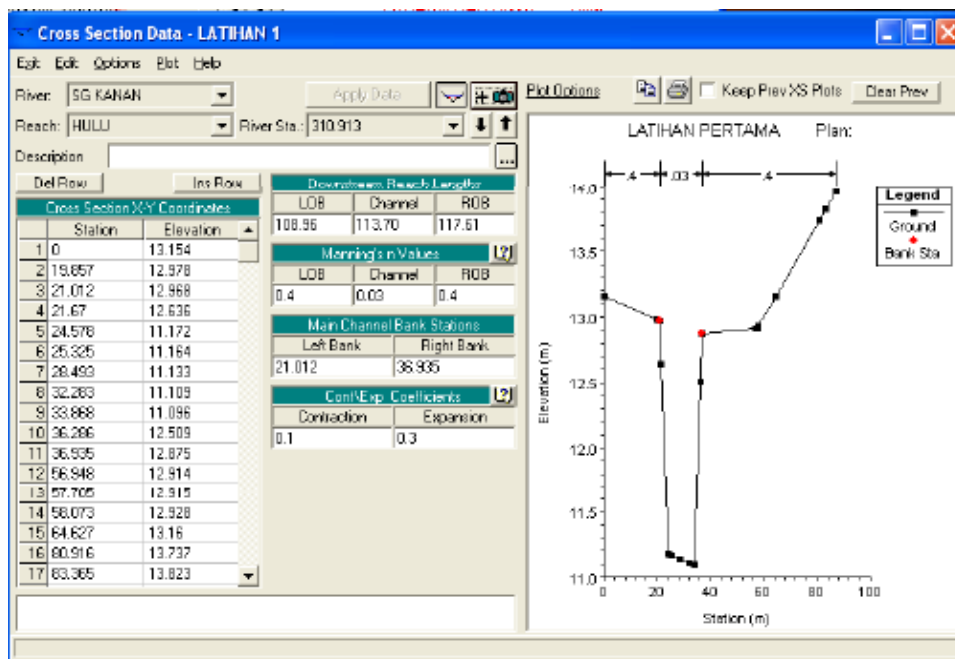 Cross Section Data - LATIHAN 1
Exit Edit Options Plot Help
River: SG KANAN Apply Data Plot Options Keep Prev XS Plots Clear Prev
Reach: HULU River Sta.: 310.913
Description ...
Del Row Ins Row
Downstream Reach Lengths
LOB Channel ROB
108.96 113.70 117.61
Manning's n Values
LOB Channel ROB
0.4 0.03 0.4
Main Channel Bank Stations
Left Bank Right Bank
21.012 36.935
Cont\Exp Coefficients
Contraction Expansion
0.1 0.3
Cross Section X-Y Coordinates
Station Elevation
1 0 13.154
2 19.857 12.978
3 21.012 12.968
4 21.67 12.636
5 24.578 11.172
6 25.325 11.164
7 28.493 11.133
8 32.283 11.109
9 33.868 11.096
10 36.286 12.509
11 36.935 12.875
12 56.948 12.914
13 57.705 12.915
14 58.073 12.928
15 64.627 13.16
16 80.916 13.737
17 83.365 13.823
LATIHAN PERTAMA Plan:
.4 .03 .4
Legend
Ground
Bank Sta
14.0
13.5
13.0
12.5
12.0
11.5
11.0
Elevation (m)
0 20 40 60 80 100
Station (m)